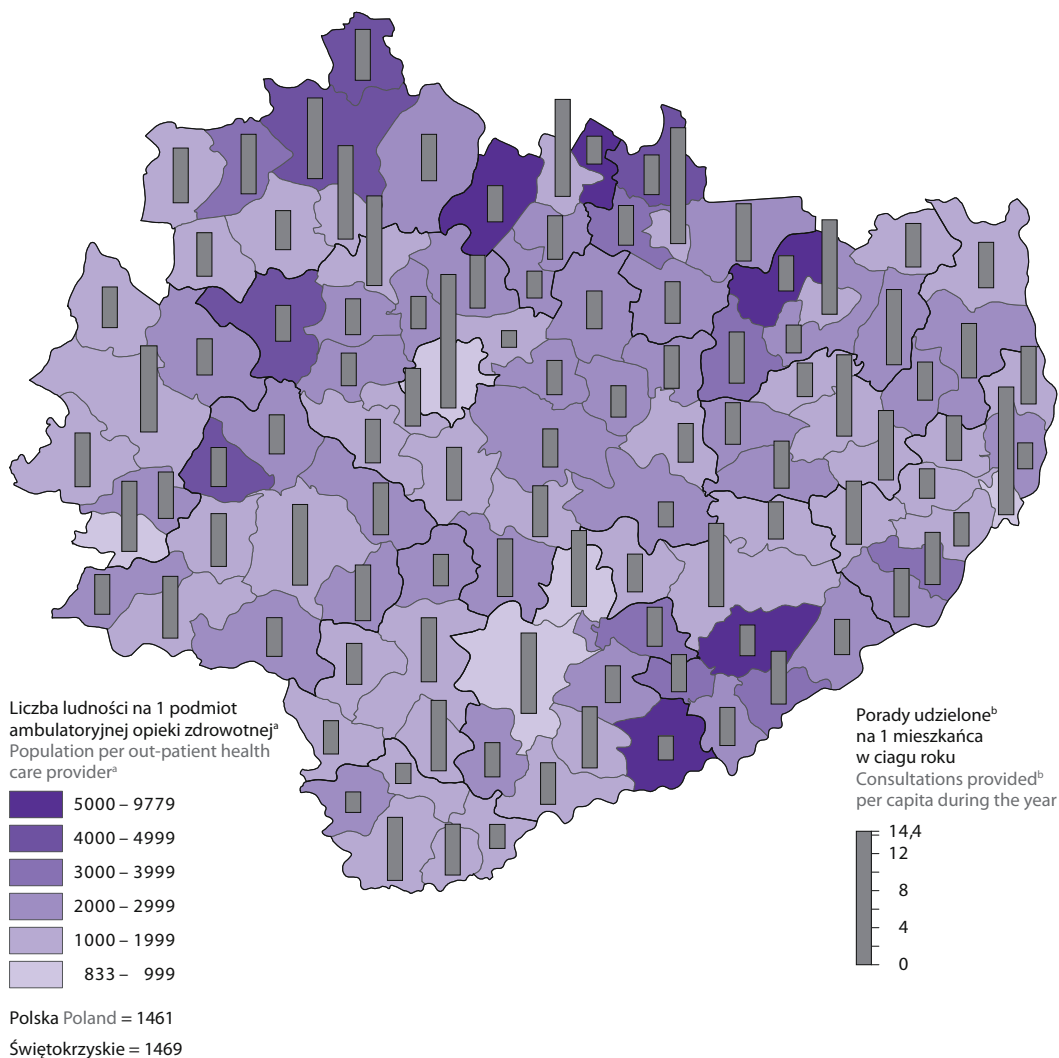 Liczba ludności na 1 podmiot
ambulatoryjnej opieki zdrowotnejᵃ
Population per out-patient health
care providerᵃ
5000 – 9779
4000 – 4999
3000 – 3999
2000 – 2999
1000 – 1999
833 – 999
Polska Poland = 1461
Świętokrzyskie = 1469
Porady udzieloneᵇ
na 1 mieszkańca
w ciagu roku
Consultations providedᵇ
per capita during the year
14,4
12
8
4
0